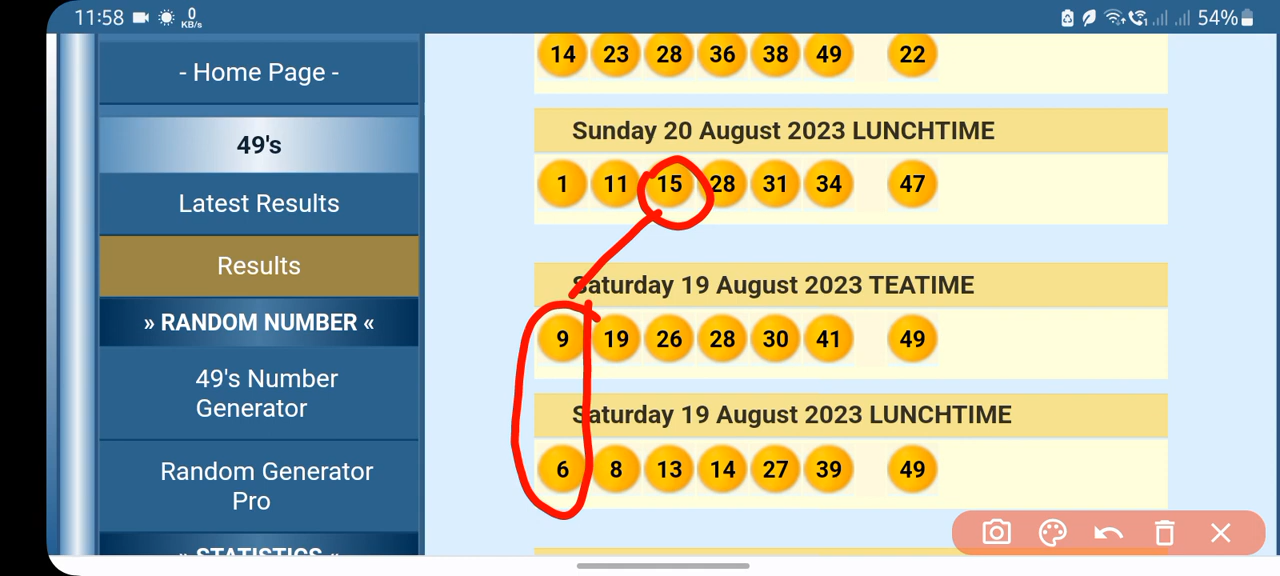 11:58 0 KB/s 54%
- Home Page -
49's
Latest Results
Results
» RANDOM NUMBER «
49's Number
Generator
Random Generator
Pro
» STATISTICS «
14 23 28 36 38 49 22
Sunday 20 August 2023 LUNCHTIME
1 11 15 28 31 34 47
Saturday 19 August 2023 TEATIME
9 19 26 28 30 41 49
Saturday 19 August 2023 LUNCHTIME
6 8 13 14 27 39 49